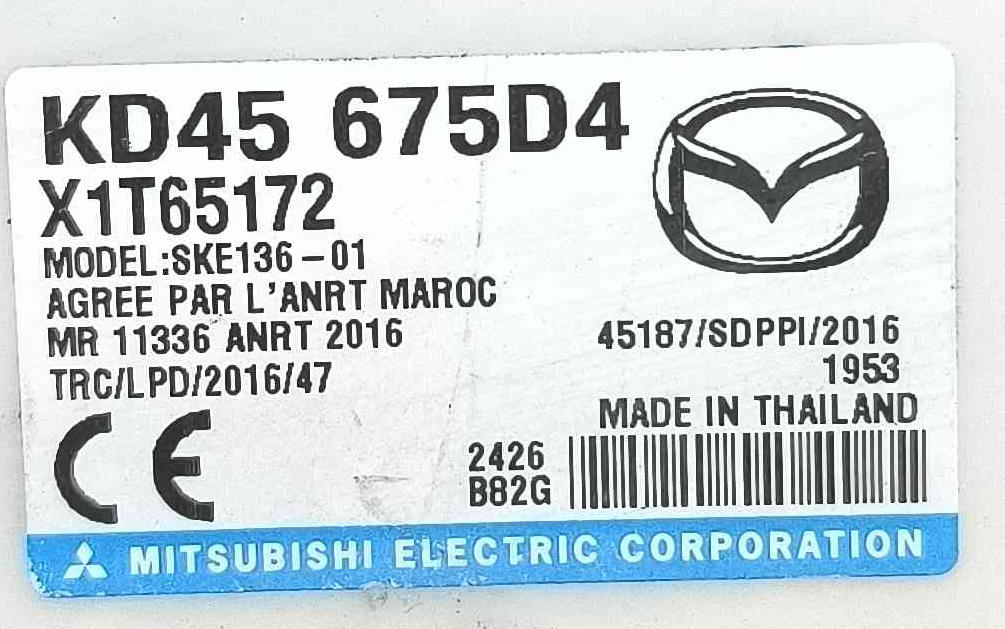 KD45 675D4
X1T65172
MODEL:SKE136-01
AGREE PAR L'ANRT MAROC
MR 11336 ANRT 2016
TRC/LPD/2016/47
45187/SDPPI/2016
1953
MADE IN THAILAND
CE
2426
B82G
MITSUBISHI ELECTRIC CORPORATION